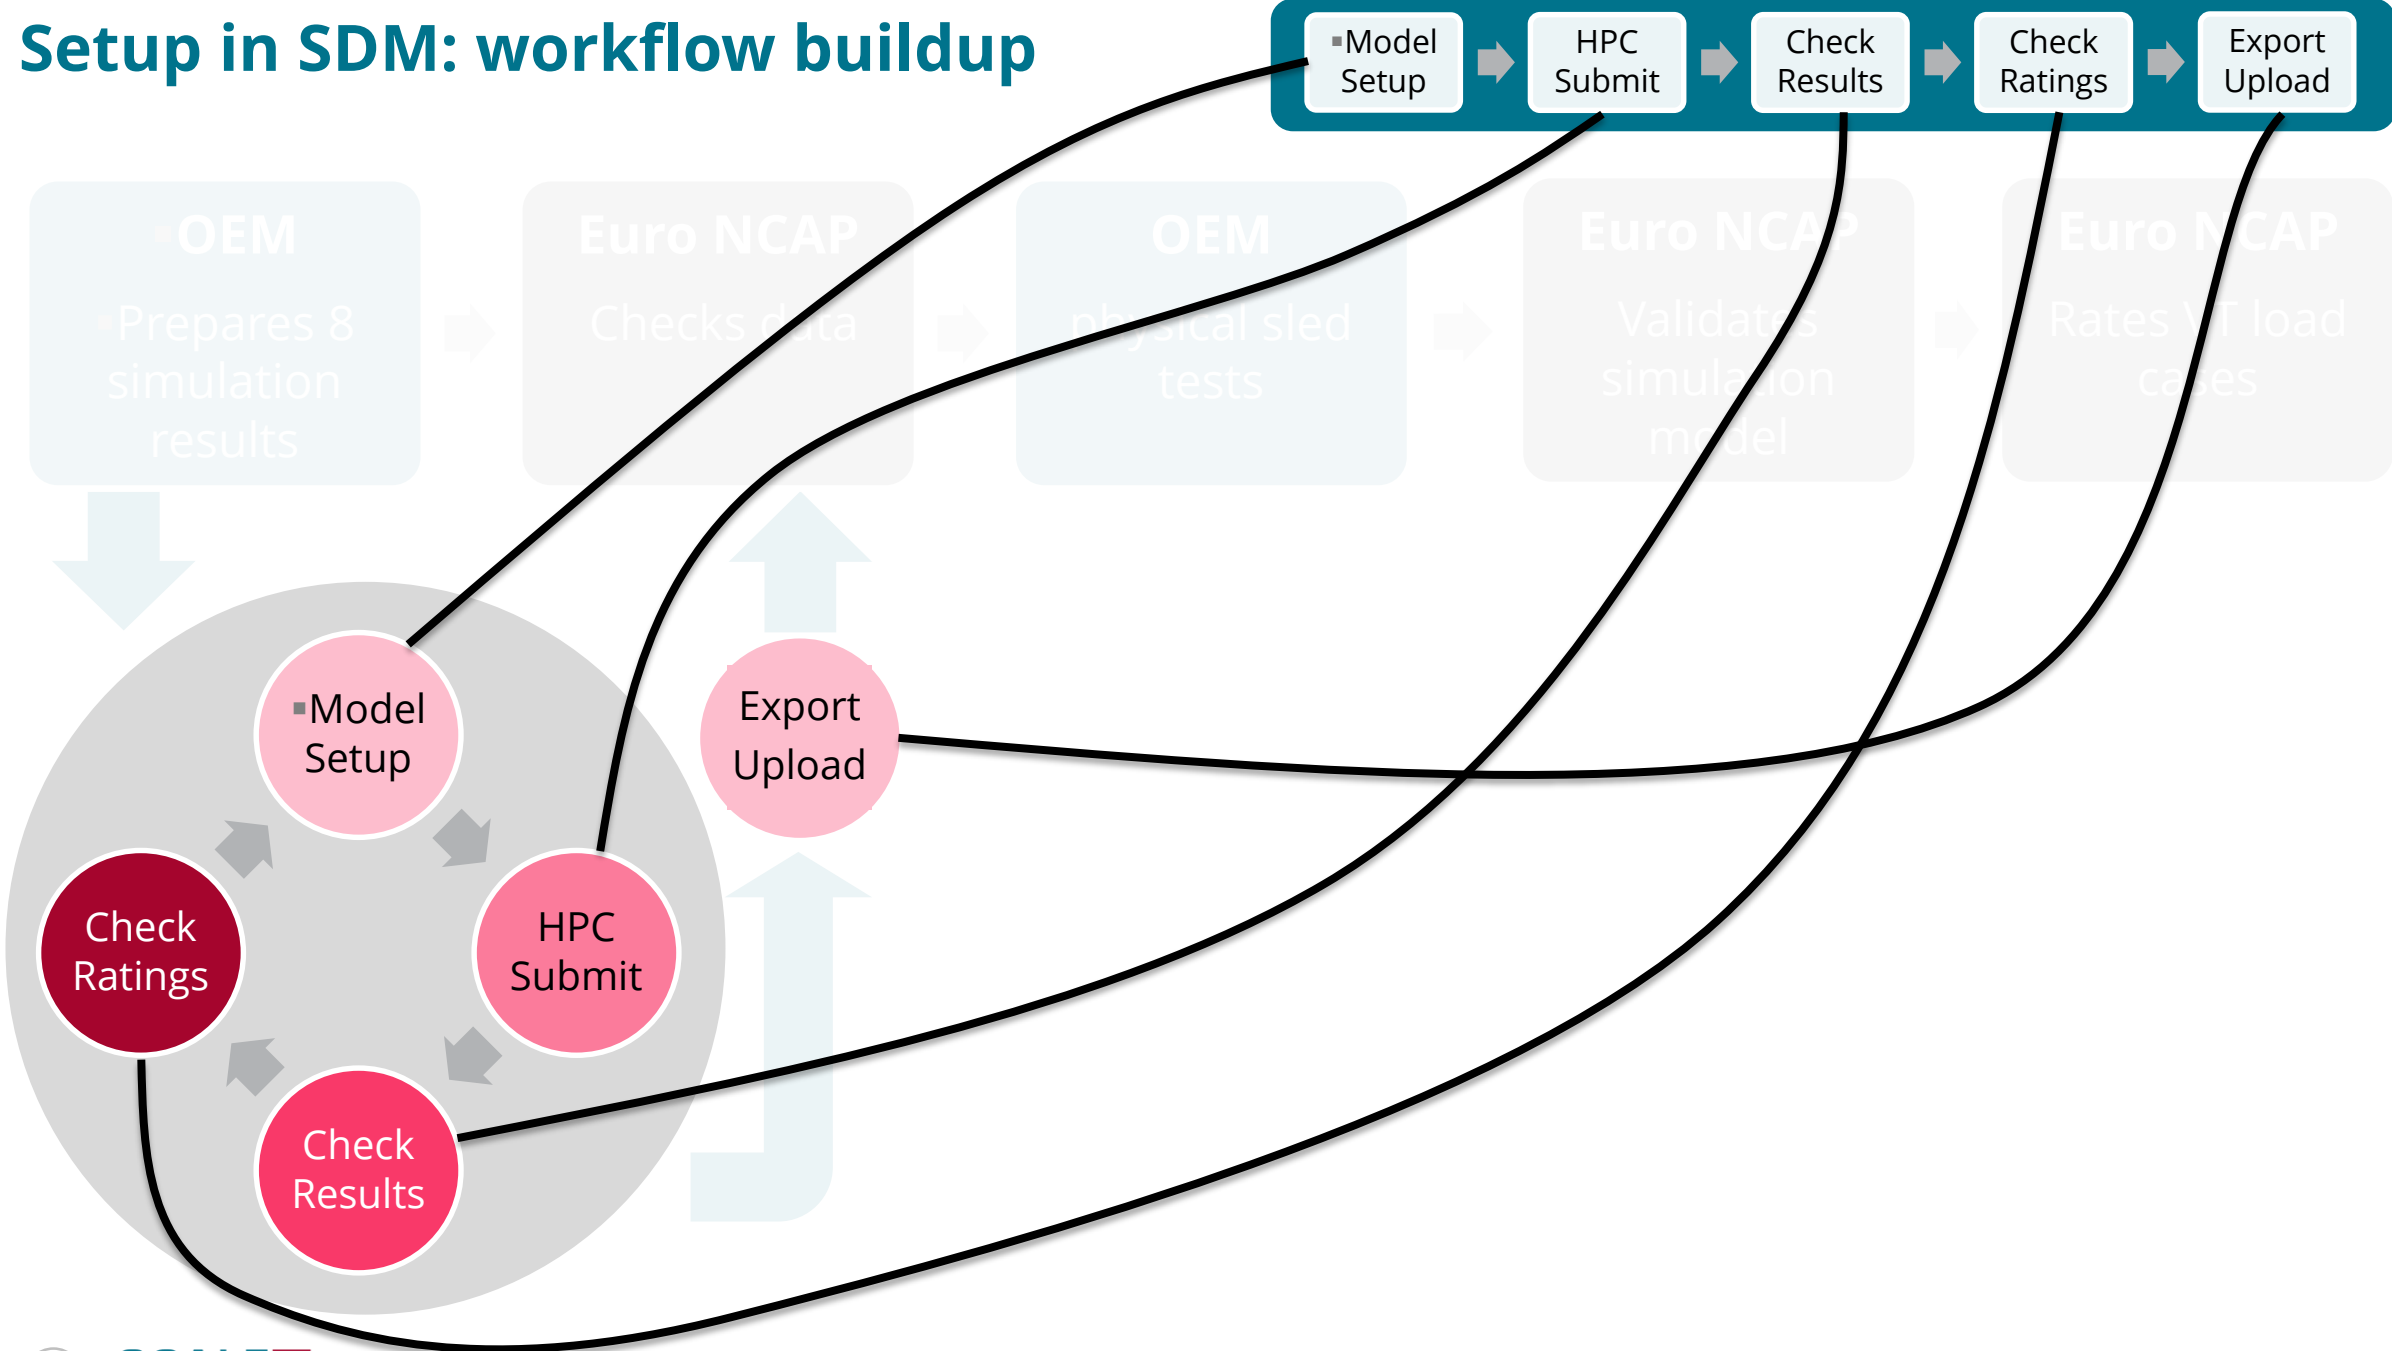 Setup in SDM: workflow buildup
▪Model
Setup
HPC
Submit
Check
Results
Check
Ratings
Export
Upload
▪OEM
▪Prepares 8
simulation
results
Euro NCAP
Checks data
OEM
physical sled
tests
Euro NCAP
Validates
simulation
model
Euro NCAP
Rates VT load
cases
▪Model
Setup
Export
Upload
Check
Ratings
HPC
Submit
Check
Results